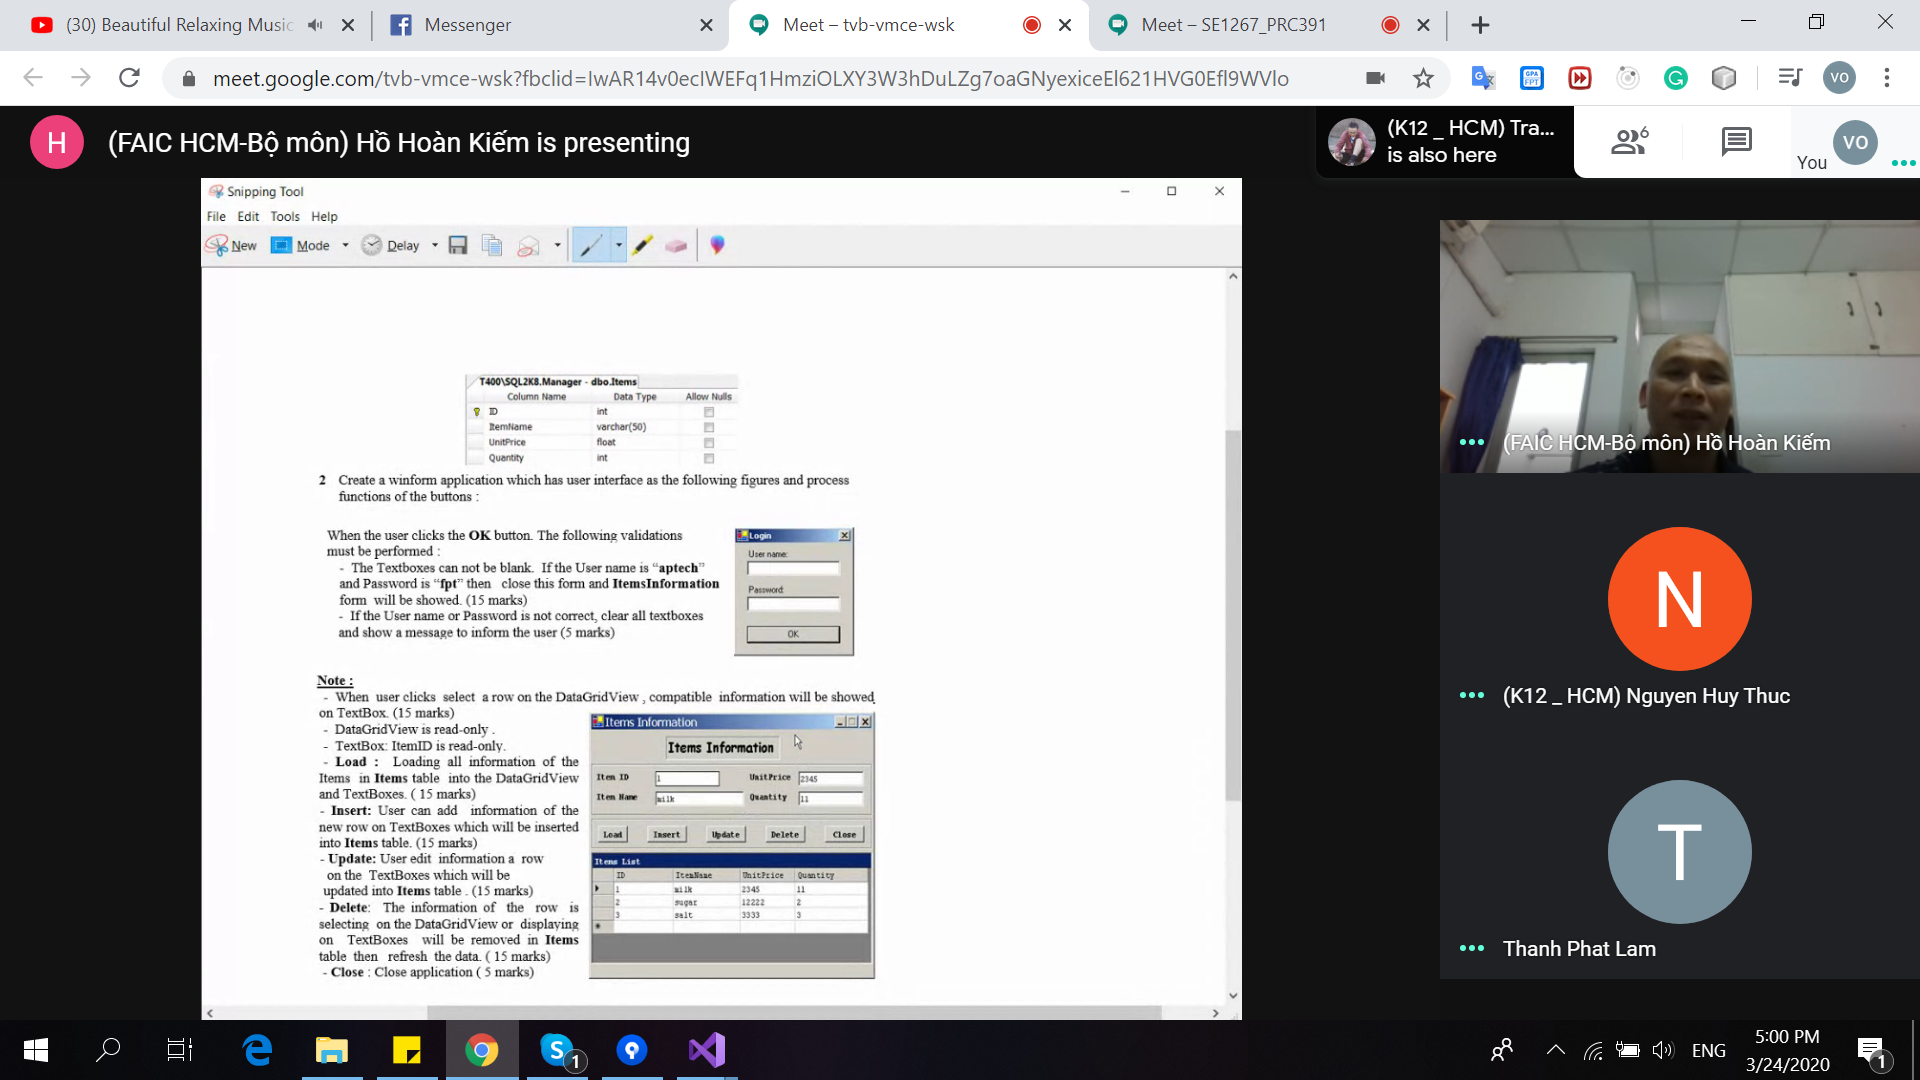 (30) Beautiful Relaxing Music
Messenger
Meet – tvb-vmce-wsk
Meet – SE1267_PRC391
meet.google.com/tvb-vmce-wsk?fbclid=IwAR14v0ecIWEFq1HmziOLXY3W3hDuLZg7oaGNyexiceEl621HVG0Efl9WVlo
VO
H
(FAIC HCM-Bộ môn) Hồ Hoàn Kiếm is presenting
(K12 _ HCM) Tra...
is also here
6
You
VO
Snipping Tool
File Edit Tools Help
New Mode Delay
T400\SQL2K8.Manager - dbo.Items
Column Name Data Type Allow Nulls
ID int
ItemName varchar(50)
UnitPrice float
Quantity int
2 Create a winform application which has user interface as the following figures and process
functions of the buttons :
When the user clicks the OK button. The following validations
must be performed :
- The Textboxes can not be blank. If the User name is “aptech”
and Password is “fpt” then close this form and ItemsInformation
form will be showed. (15 marks)
- If the User name or Password is not correct, clear all textboxes
and show a message to inform the user (5 marks)
Login
User name:
Password:
OK
Note :
- When user clicks select a row on the DataGridView , compatible information will be showed
on TextBox. (15 marks)
- DataGridView is read-only .
- TextBox: ItemID is read-only.
- Load : Loading all information of the
Items in Items table into the DataGridView
and TextBoxes. ( 15 marks)
- Insert: User can add information of the
new row on TextBoxes which will be inserted
into Items table. (15 marks)
- Update: User edit information a row
on the TextBoxes which will be
updated into Items table . (15 marks)
- Delete: The information of the row is
selecting on the DataGridView or displaying
on TextBoxes will be removed in Items
table then refresh the data. ( 15 marks)
- Close : Close application ( 5 marks)
Items Information
Items Information
Item ID 1 UnitPrice 2345
Item Name milk Quantity 11
Load Insert Update Delete Close
Items List
ID ItemName UnitPrice Quantity
1 milk 2345 11
2 sugar 12222 2
3 salt 3333 3
(FAIC HCM-Bộ môn) Hồ Hoàn Kiếm
N
(K12 _ HCM) Nguyen Huy Thuc
T
Thanh Phat Lam
1
ENG
5:00 PM
3/24/2020
1